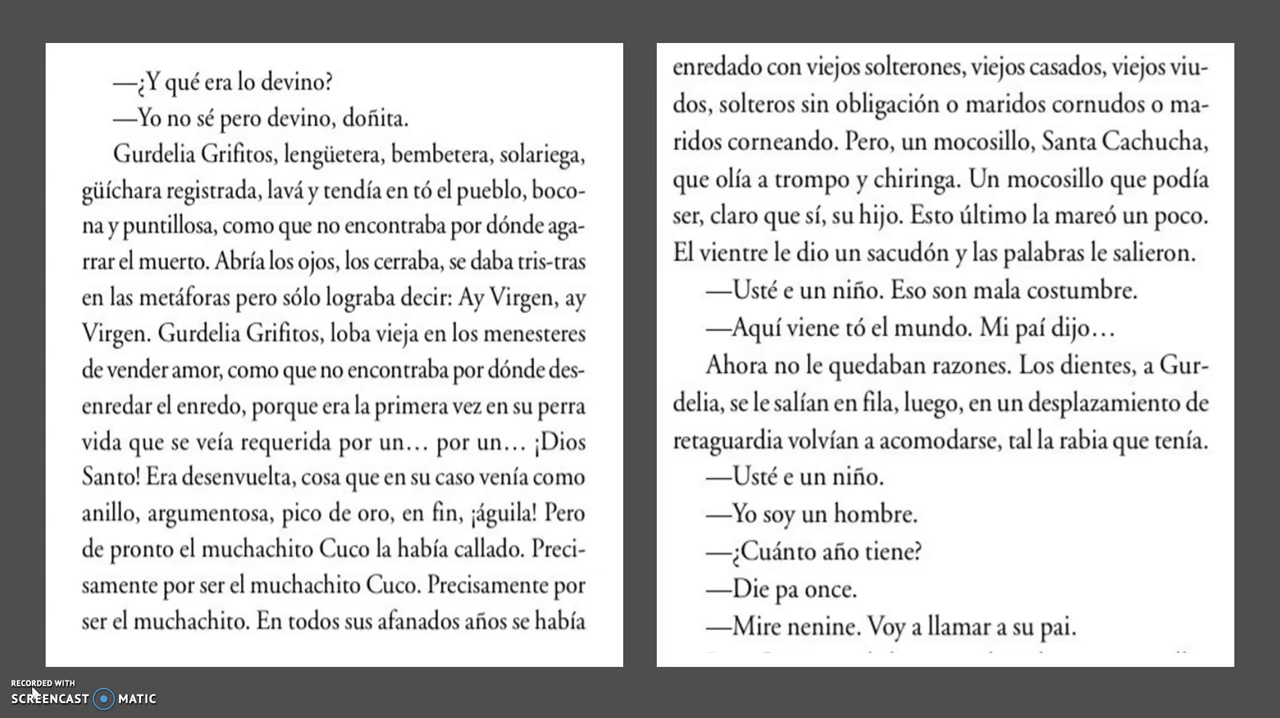 —¿Y qué era lo devino?
—Yo no sé pero devino, doñita.
Gurdelia Grifitos, lengüetera, bembetera, solariega,
güíchara registrada, lavá y tendía en tó el pueblo, boco-
na y puntillosa, como que no encontraba por dónde aga-
rrar el muerto. Abría los ojos, los cerraba, se daba tris-tras
en las metáforas pero sólo lograba decir: Ay Virgen, ay
Virgen. Gurdelia Grifitos, loba vieja en los menesteres
de vender amor, como que no encontraba por dónde des-
enredar el enredo, porque era la primera vez en su perra
vida que se veía requerida por un… por un… ¡Dios
Santo! Era desenvuelta, cosa que en su caso venía como
anillo, argumentosa, pico de oro, en fin, ¡águila! Pero
de pronto el muchachito Cuco la había callado. Preci-
samente por ser el muchachito Cuco. Precisamente por
ser el muchachito. En todos sus afanados años se había
enredado con viejos solterones, viejos casados, viejos viu-
dos, solteros sin obligación o maridos cornudos o ma-
ridos corneando. Pero, un mocosillo, Santa Cachucha,
que olía a trompo y chiringa. Un mocosillo que podía
ser, claro que sí, su hijo. Esto último la mareó un poco.
El vientre le dio un sacudón y las palabras le salieron.
—Usté e un niño. Eso son mala costumbre.
—Aquí viene tó el mundo. Mi paí dijo…
Ahora no le quedaban razones. Los dientes, a Gur-
delia, se le salían en fila, luego, en un desplazamiento de
retaguardia volvían a acomodarse, tal la rabia que tenía.
—Usté e un niño.
—Yo soy un hombre.
—¿Cuánto año tiene?
—Die pa once.
—Mire nenine. Voy a llamar a su pai.
RECORDED WITH
SCREENCAST MATIC